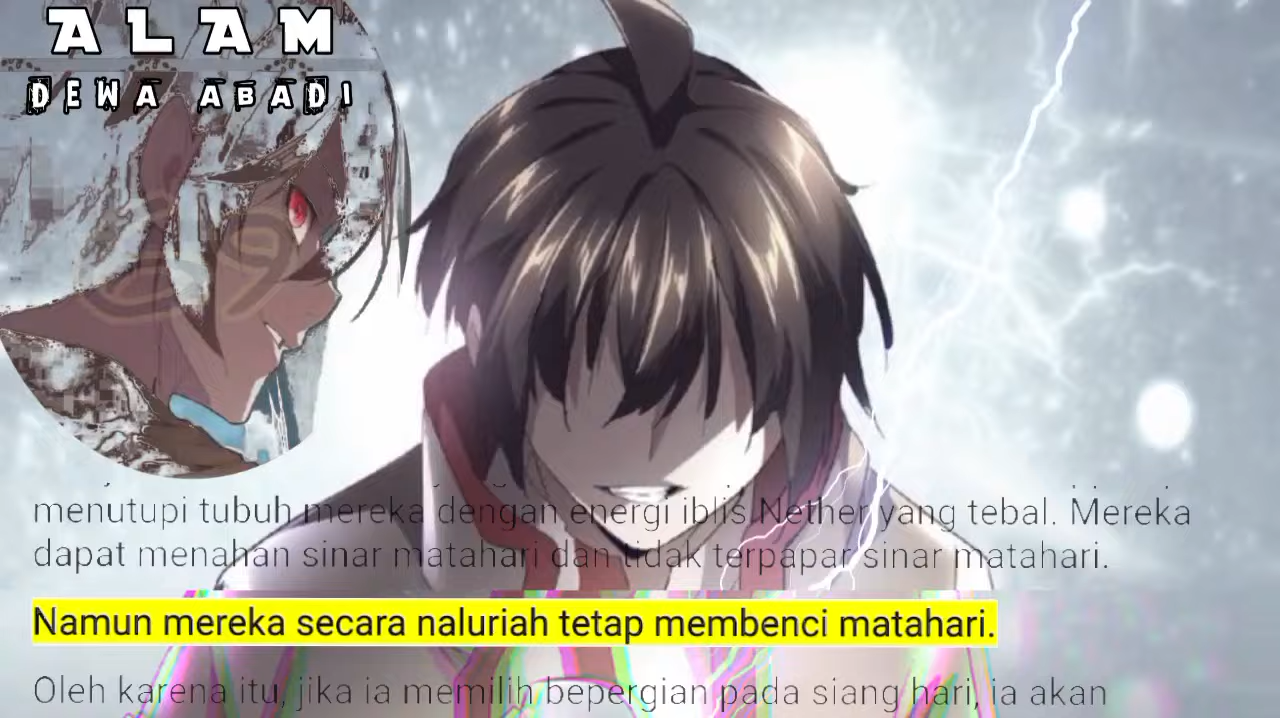 ALAM
DEWA ABADI
menutupi tubuh mereka dengan energi iblis Nether yang tebal. Mereka
dapat menahan sinar matahari dan tidak terpapar sinar matahari.
Namun mereka secara naluriah tetap membenci matahari.
Oleh karena itu, jika ia memilih bepergian pada siang hari, ia akan